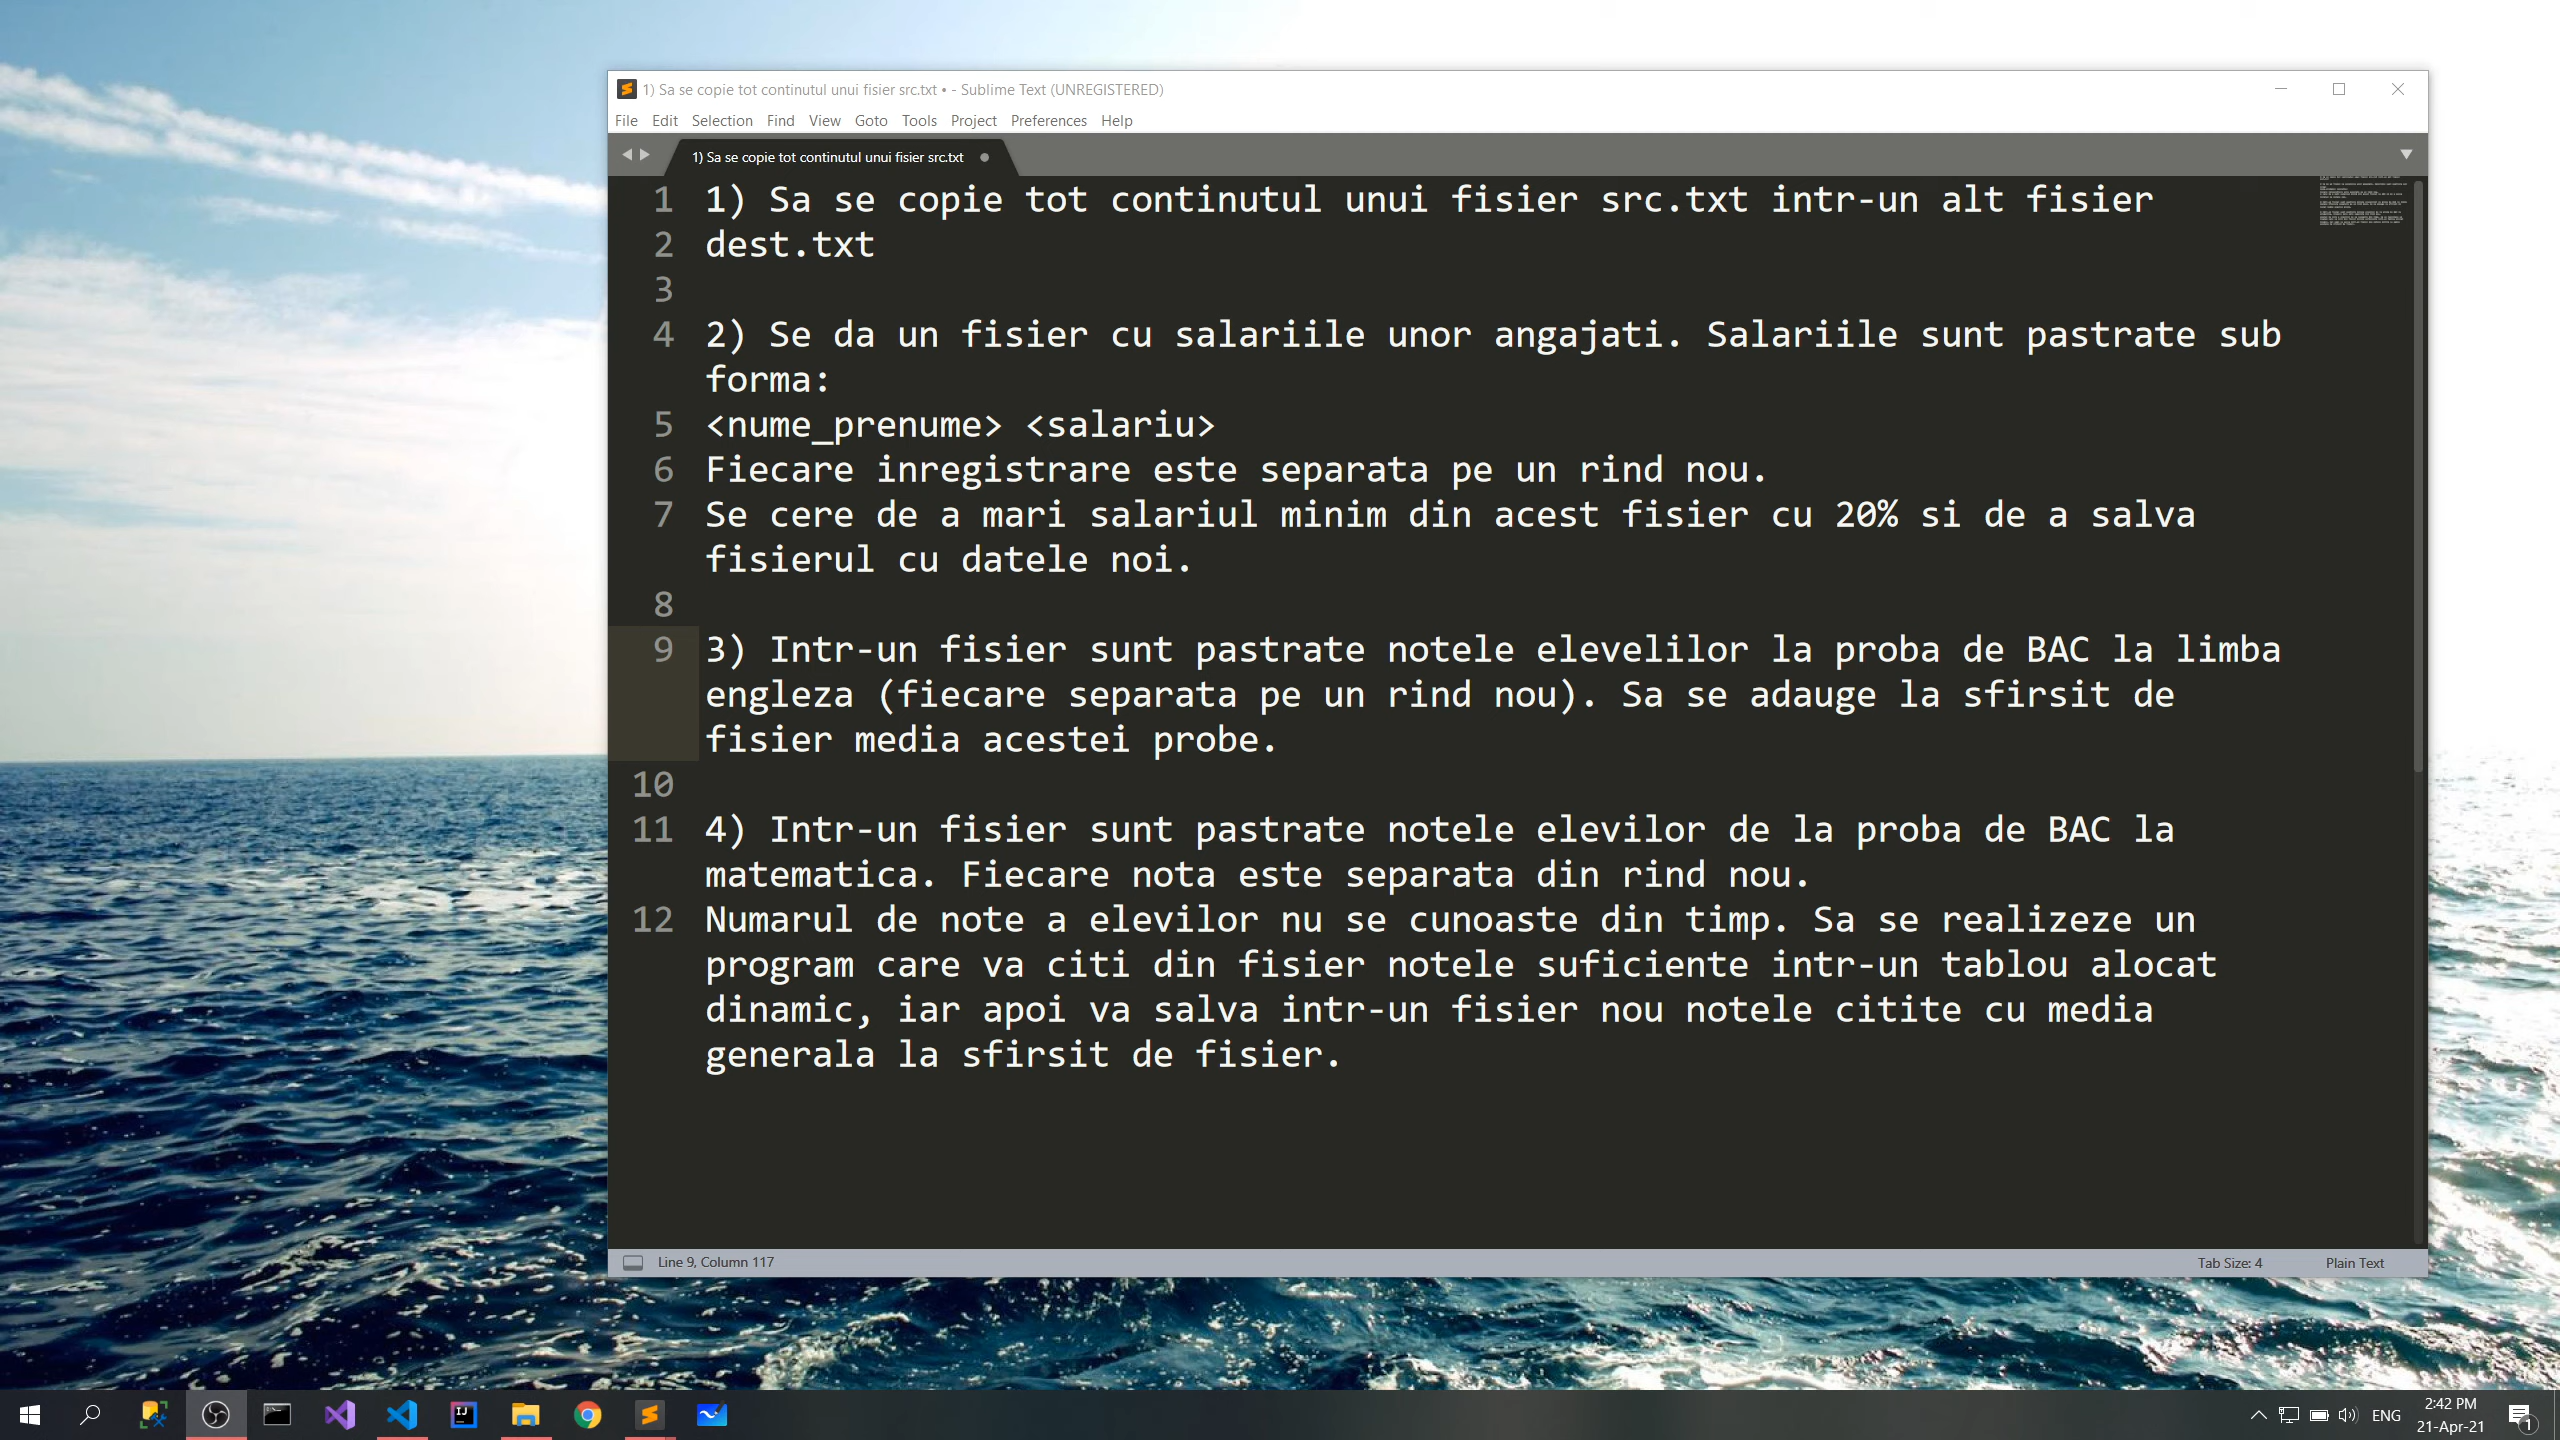 1) Sa se copie tot continutul unui fisier src.txt • - Sublime Text (UNREGISTERED)
File Edit Selection Find View Goto Tools Project Preferences Help
1) Sa se copie tot continutul unui fisier src.txt
1 1) Sa se copie tot continutul unui fisier src.txt intr-un alt fisier
2 dest.txt
3
4 2) Se da un fisier cu salariile unor angajati. Salariile sunt pastrate sub
forma:
5 <nume_prenume> <salariu>
6 Fiecare inregistrare este separata pe un rind nou.
7 Se cere de a mari salariul minim din acest fisier cu 20% si de a salva
fisierul cu datele noi.
8
9 3) Intr-un fisier sunt pastrate notele elevelilor la proba de BAC la limba
engleza (fiecare separata pe un rind nou). Sa se adauge la sfirsit de
fisier media acestei probe.
10
11 4) Intr-un fisier sunt pastrate notele elevilor de la proba de BAC la
matematica. Fiecare nota este separata din rind nou.
12 Numarul de note a elevilor nu se cunoaste din timp. Sa se realizeze un
program care va citi din fisier notele suficiente intr-un tablou alocat
dinamic, iar apoi va salva intr-un fisier nou notele citite cu media
generala la sfirsit de fisier.
Line 9, Column 117 Tab Size: 4 Plain Text
IJ
ENG
2:42 PM
21-Apr-21
1